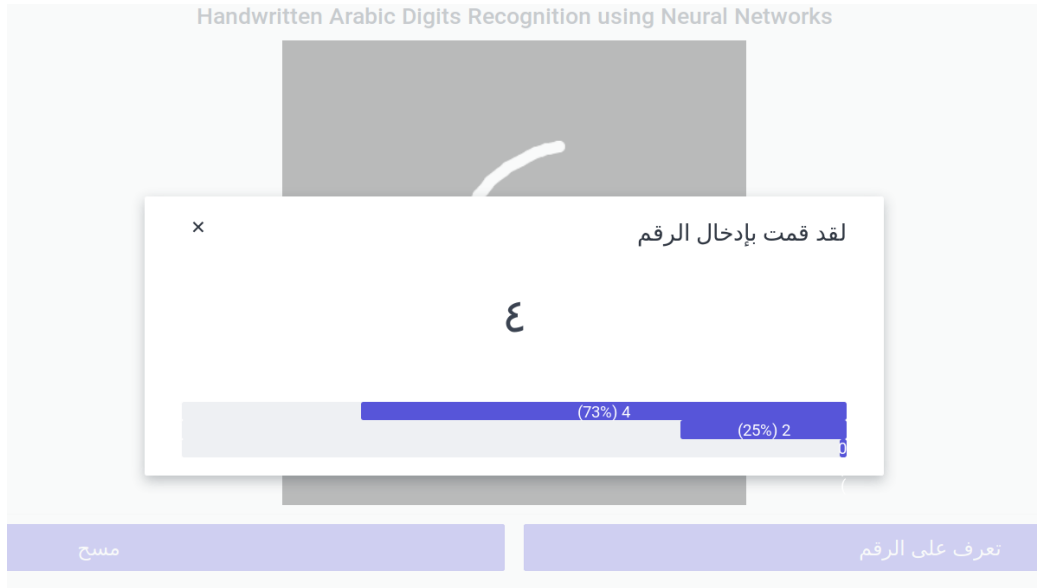 Handwritten Arabic Digits Recognition using Neural Networks
لقد قمت بإدخال الرقم
×
٤
4 (73%)
2 (25%)
0
)
تعرف على الرقم
مسح